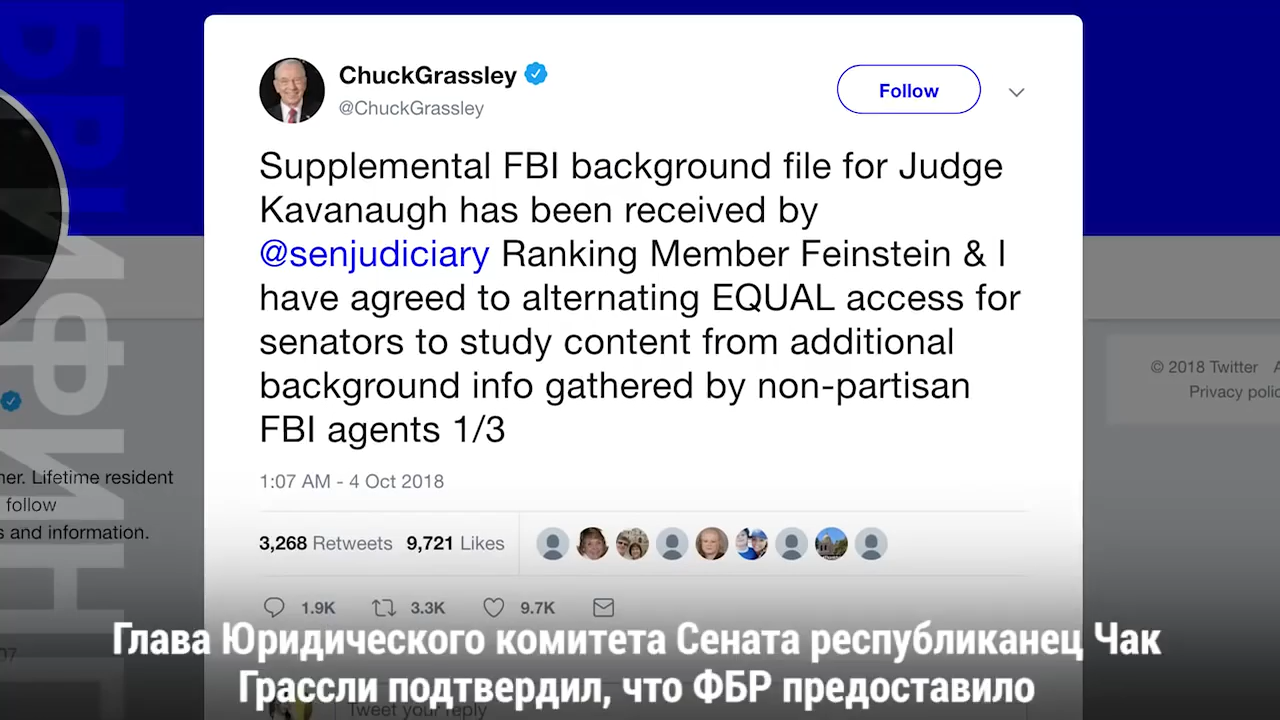 ChuckGrassley
@ChuckGrassley
Follow
Supplemental FBI background file for Judge
Kavanaugh has been received by
@senjudiciary Ranking Member Feinstein & I
have agreed to alternating EQUAL access for
senators to study content from additional
background info gathered by non-partisan
FBI agents 1/3
1:07 AM - 4 Oct 2018
3,268 Retweets 9,721 Likes
1.9K 3.3K 9.7K
Tweet your reply
© 2018 Twitter
Privacy polic
ner. Lifetime resident
follow
s and information.
07
БРИФИНГ
Глава Юридического комитета Сената республиканец Чак
Грассли подтвердил, что ФБР предоставило